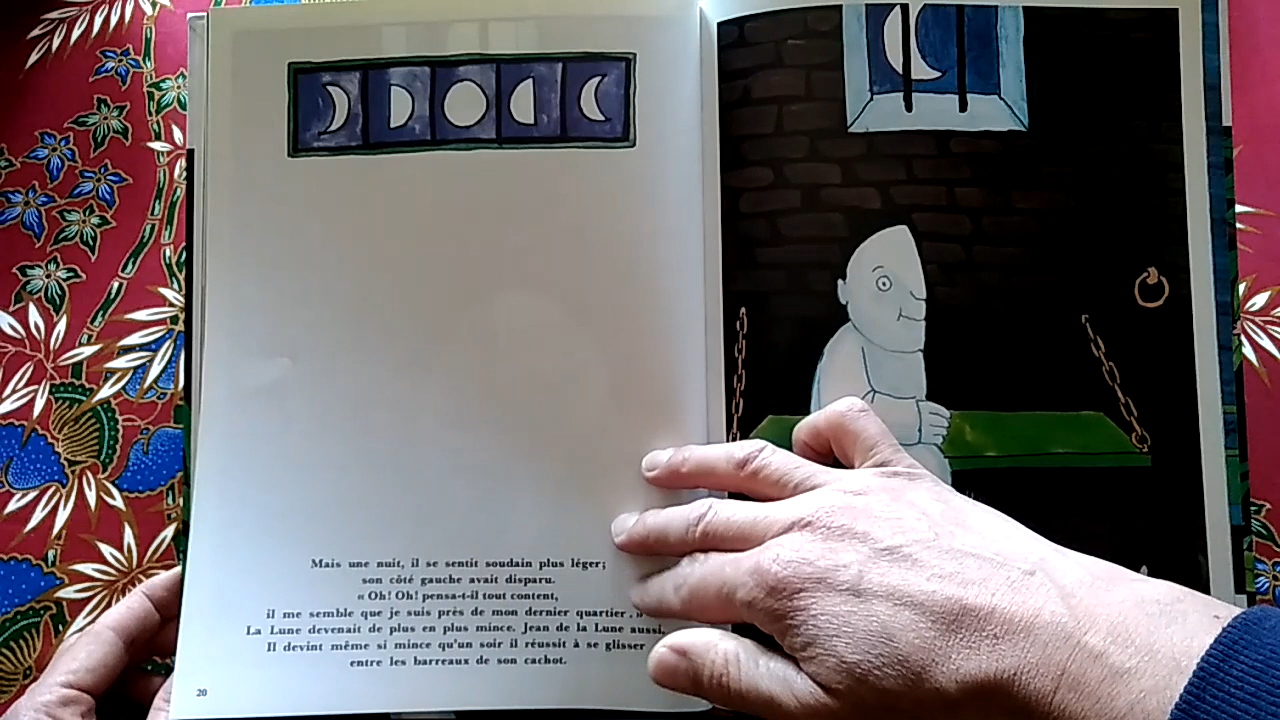 Mais une nuit, il se sentit soudain plus léger;
son côté gauche avait disparu.
« Oh! Oh! pensa-t-il tout content,
il me semble que je suis près de mon dernier quartier. »
La Lune devenait de plus en plus mince. Jean de la Lune aussi.
Il devint même si mince qu'un soir il réussit à se glisser
entre les barreaux de son cachot.
20